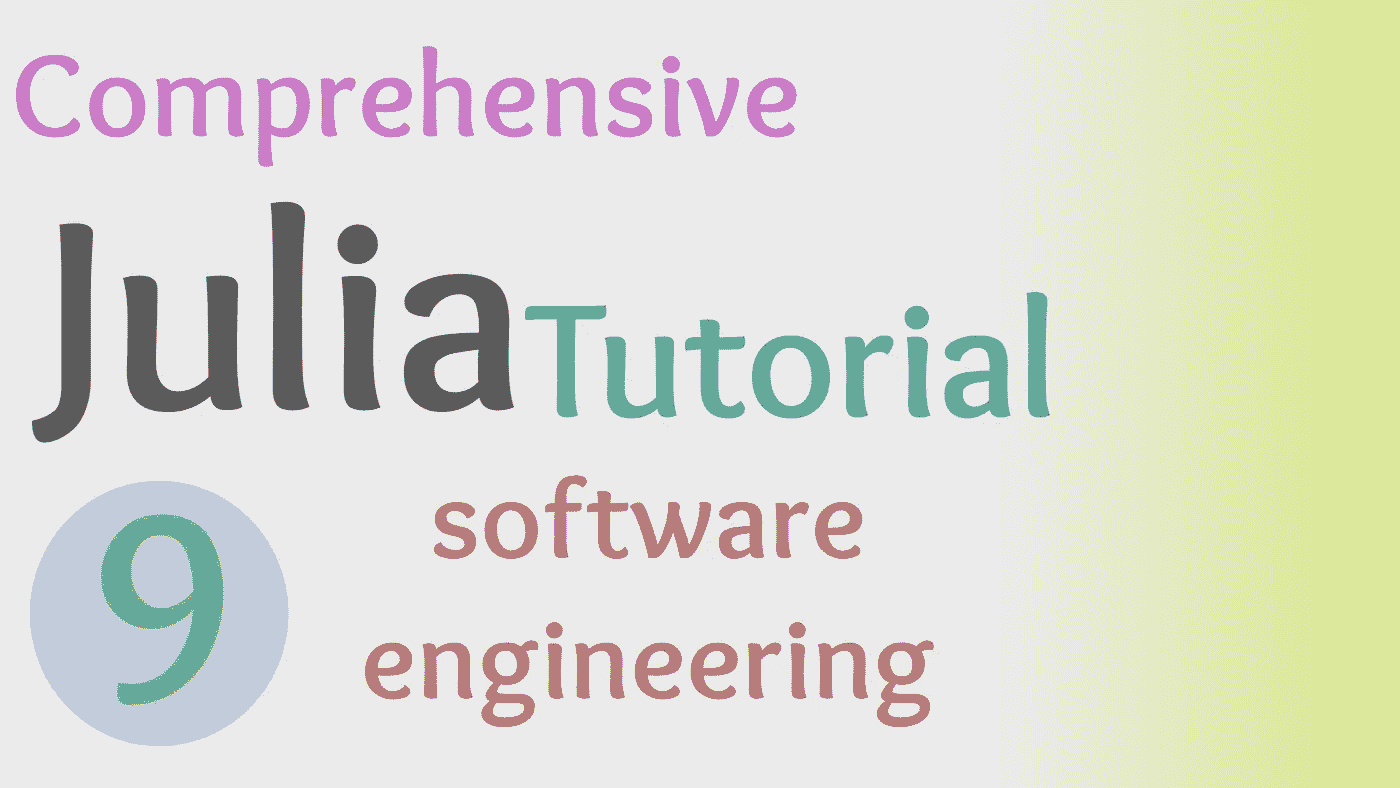 Comprehensive
Julia Tutorial
9
software
engineering